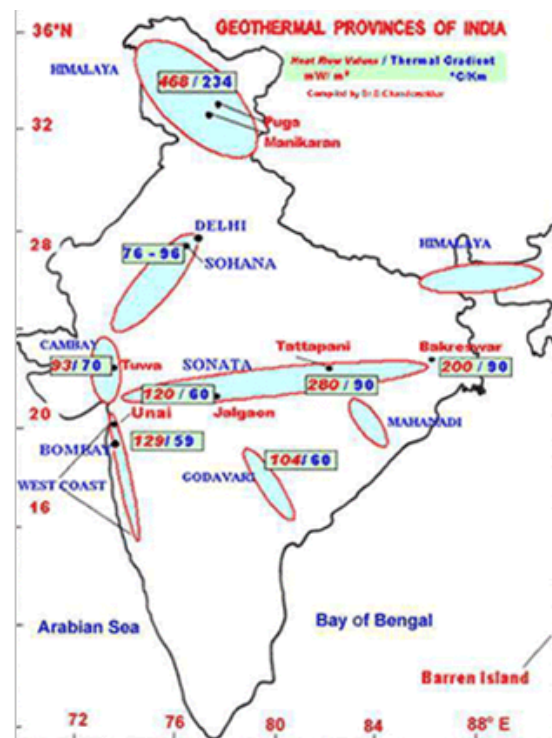 GEOTHERMAL PROVINCES OF INDIA
36°N
Heat Flow Values / Thermal Gradient
mW/ m² °C/Km
HIMALAYA
468 / 234
Puga
32
Manikaran
DELHI
28
76 - 96
SOHANA
HIMALAYA
CAMBAY
Tattapani
Bakreswar
93/ 70
Tuwa
SONATA
200 / 90
120 / 60
280 / 90
20
Unai
Jalgaon
MAHANADI
BOMBAY
129/ 59
104/ 60
WEST COAST
GODAVARI
16
Arabian Sea
Bay of Bengal
Barren Island
72
76
80
84
88° E